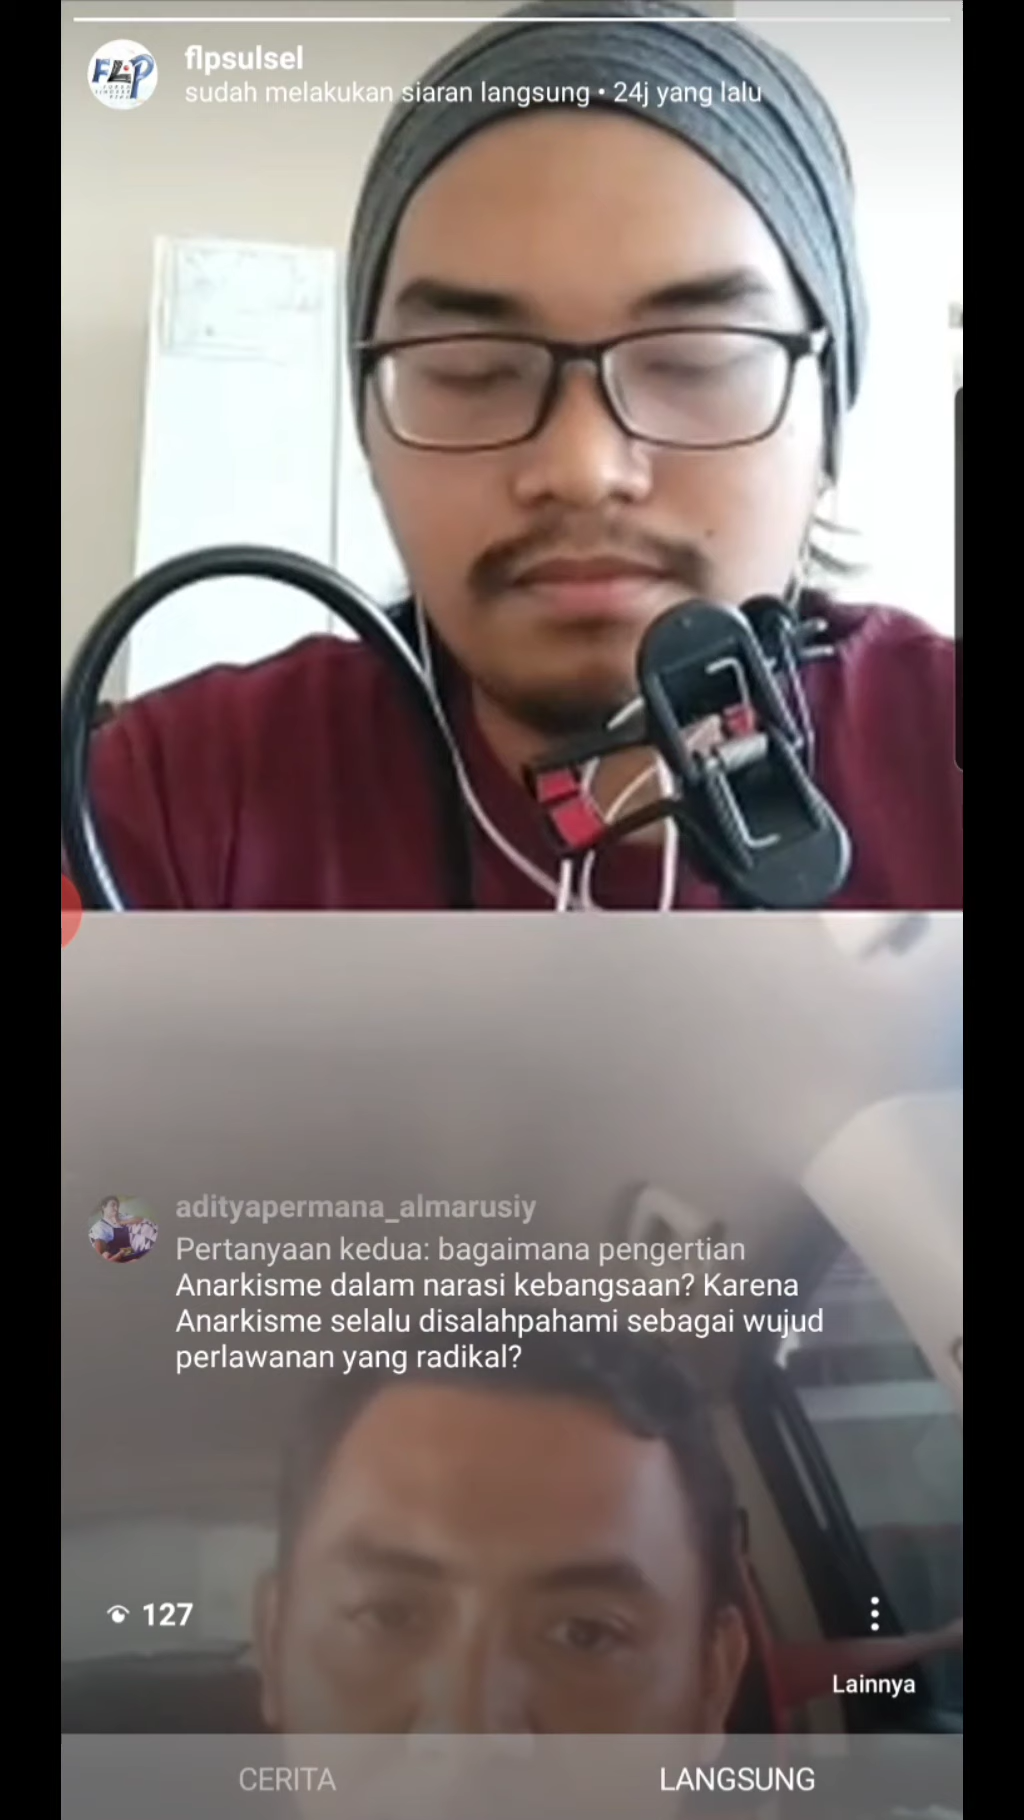 flpsulsel
sudah melakukan siaran langsung • 24j yang lalu
FLP
adityapermana_almarusiy
Pertanyaan kedua: bagaimana pengertian
Anarkisme dalam narasi kebangsaan? Karena
Anarkisme selalu disalahpahami sebagai wujud
perlawanan yang radikal?
127
Lainnya
CERITA
LANGSUNG